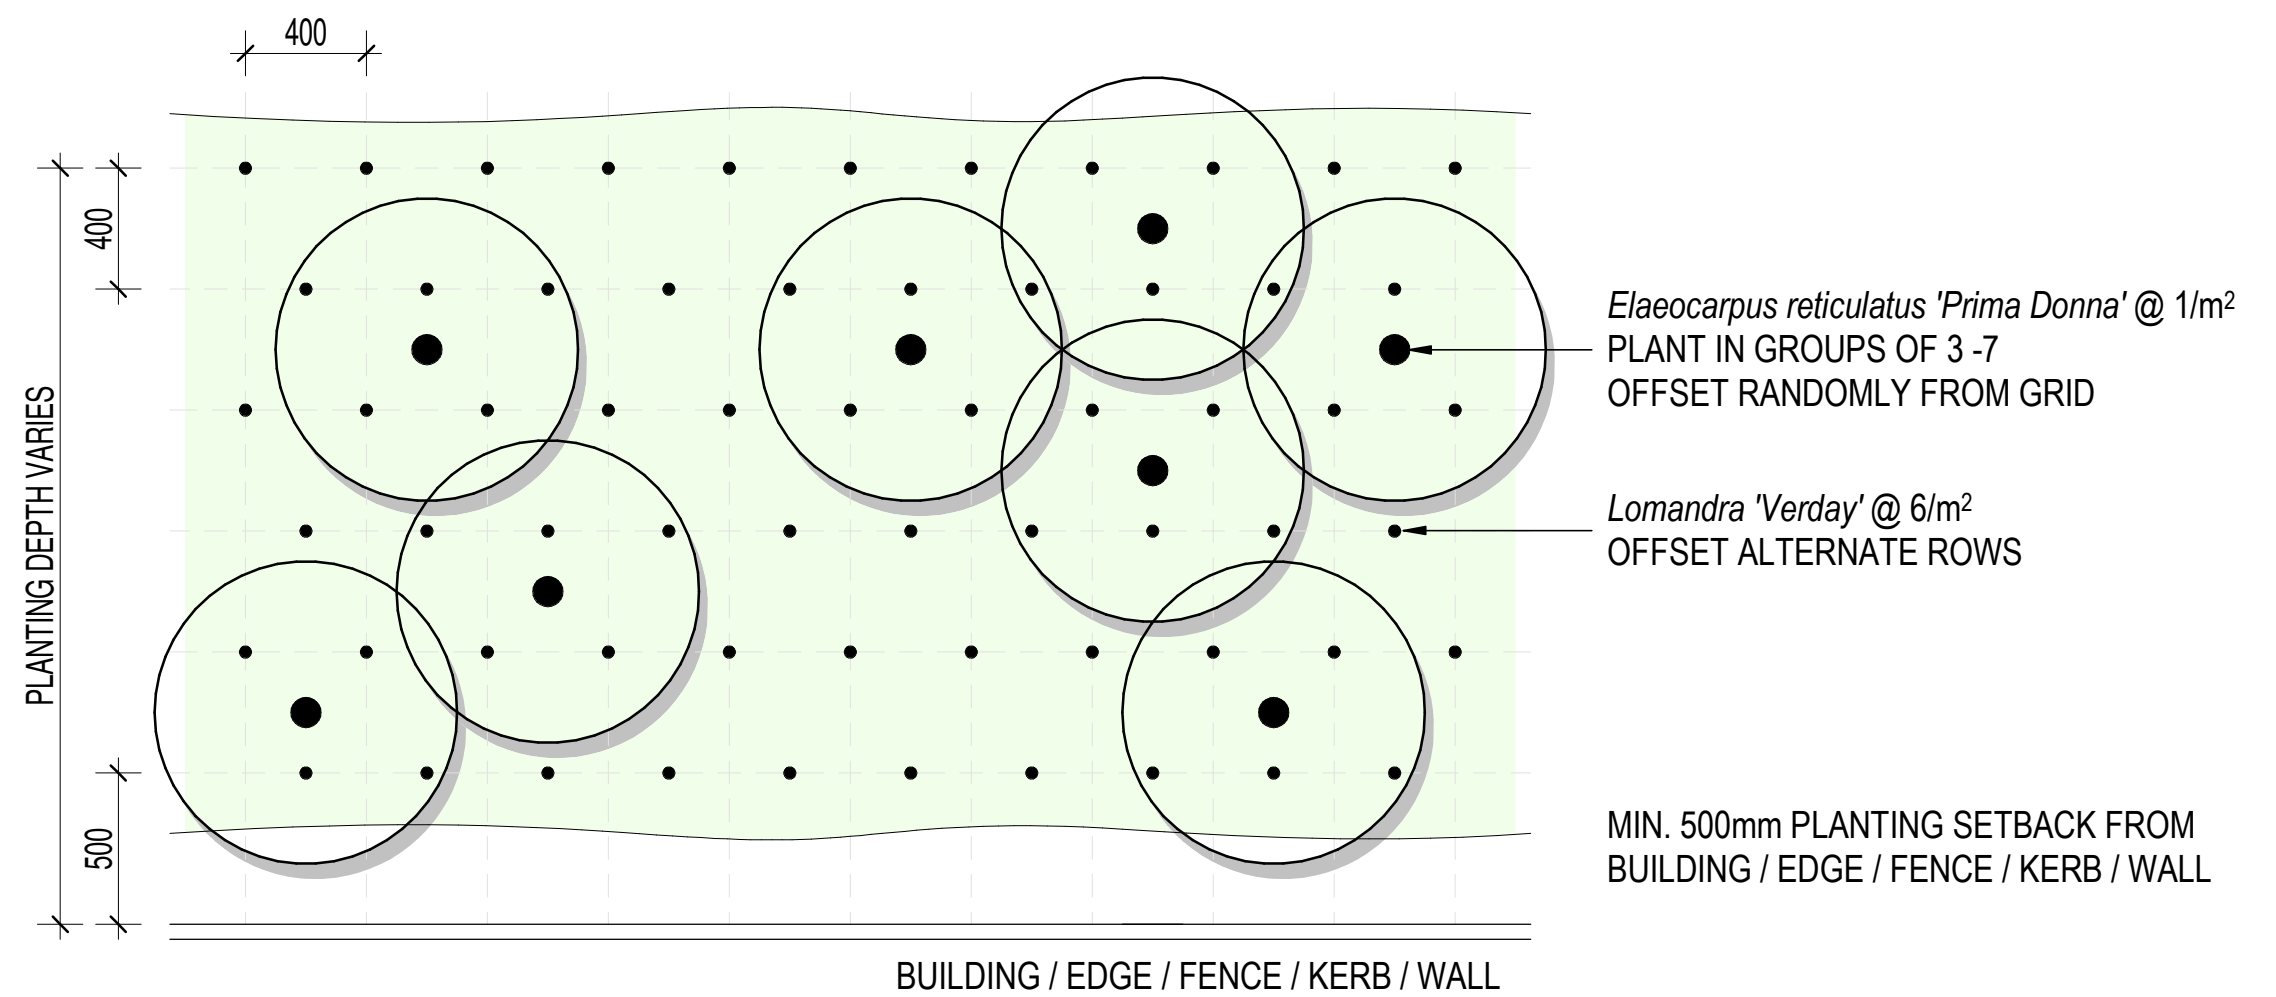 400
400
PLANTING DEPTH VARIES
500
Elaeocarpus reticulatus 'Prima Donna' @ 1/m²
PLANT IN GROUPS OF 3 -7
OFFSET RANDOMLY FROM GRID
Lomandra 'Verday' @ 6/m²
OFFSET ALTERNATE ROWS
MIN. 500mm PLANTING SETBACK FROM
BUILDING / EDGE / FENCE / KERB / WALL
BUILDING / EDGE / FENCE / KERB / WALL